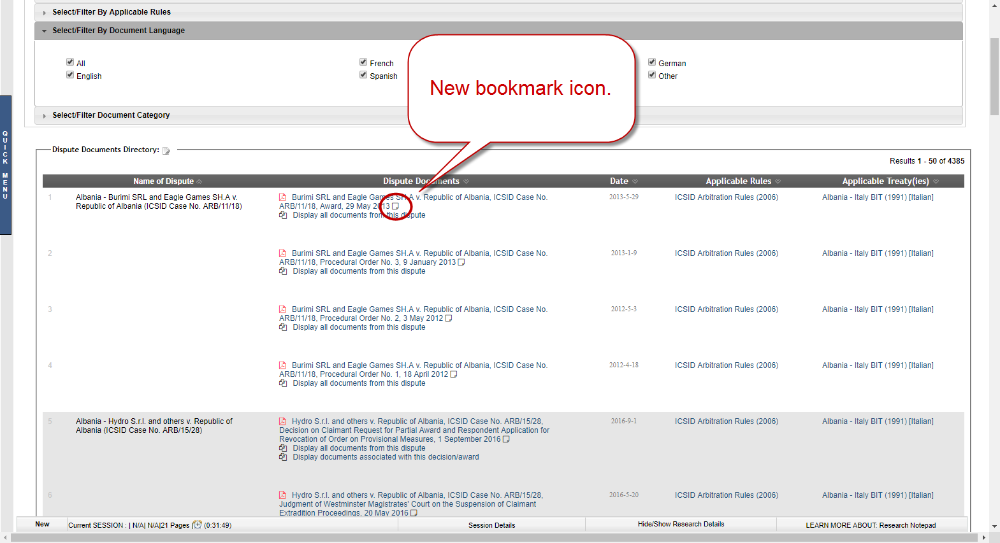 Select/Filter By Applicable Rules
Select/Filter By Document Language
All
French
German
English
Spanish
Other
New bookmark icon.
Select/Filter Document Category
QUICK MENU
Dispute Documents Directory:
Results 1 - 50 of 4385
Name of Dispute
Dispute Documents
Date
Applicable Rules
Applicable Treaty(ies)
1
Albania - Burimi SRL and Eagle Games SH.A v.
Republic of Albania (ICSID Case No. ARB/11/18)
Burimi SRL and Eagle Games SH.A v. Republic of Albania, ICSID Case No.
ARB/11/18, Award, 29 May 2013
Display all documents from this dispute
2013-5-29
ICSID Arbitration Rules (2006)
Albania - Italy BIT (1991) [Italian]
2
Burimi SRL and Eagle Games SH.A v. Republic of Albania, ICSID Case No.
ARB/11/18, Procedural Order No. 3, 9 January 2013
Display all documents from this dispute
2013-1-9
ICSID Arbitration Rules (2006)
Albania - Italy BIT (1991) [Italian]
3
Burimi SRL and Eagle Games SH.A v. Republic of Albania, ICSID Case No.
ARB/11/18, Procedural Order No. 2, 3 May 2012
Display all documents from this dispute
2012-5-3
ICSID Arbitration Rules (2006)
Albania - Italy BIT (1991) [Italian]
4
Burimi SRL and Eagle Games SH.A v. Republic of Albania, ICSID Case No.
ARB/11/18, Procedural Order No. 1, 18 April 2012
Display all documents from this dispute
2012-4-18
ICSID Arbitration Rules (2006)
Albania - Italy BIT (1991) [Italian]
5
Albania - Hydro S.r.l. and others v. Republic of
Albania (ICSID Case No. ARB/15/28)
Hydro S.r.l. and others v. Republic of Albania, ICSID Case No. ARB/15/28,
Decision on Claimant Request for Partial Award and Respondent Application for
Revocation of Order on Provisional Measures, 1 September 2016
Display all documents from this dispute
Display documents associated with this decision/award
2016-9-1
ICSID Arbitration Rules (2006)
Albania - Italy BIT (1991) [Italian]
6
Hydro S.r.l. and others v. Republic of Albania, ICSID Case No. ARB/15/28,
Judgment of Westminster Magistrates' Court on the Suspension of Claimant
Extradition Proceedings, 20 May 2016
2016-5-20
ICSID Arbitration Rules (2006)
Albania - Italy BIT (1991) [Italian]
New
Current SESSION : | N/A| N/A|21 Pages | (0:31:49)
Session Details
Hide/Show Research Details
LEARN MORE ABOUT: Research Notepad